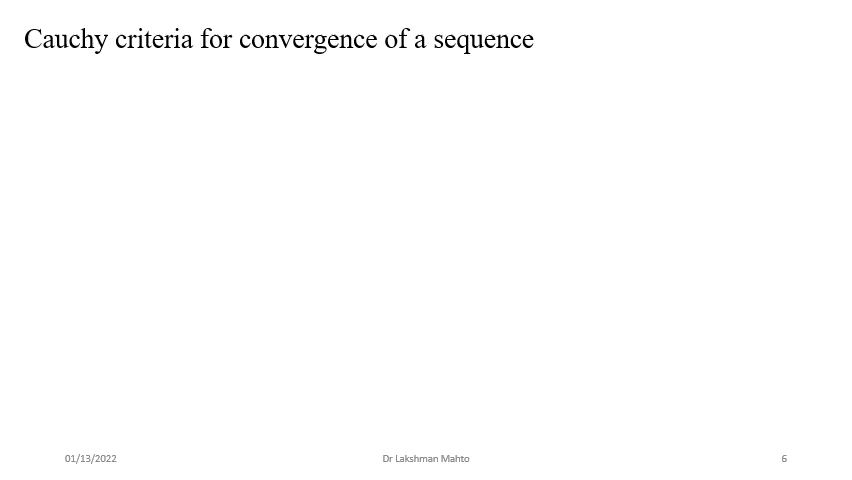 Cauchy criteria for convergence of a sequence
01/13/2022
Dr Lakshman Mahto
6